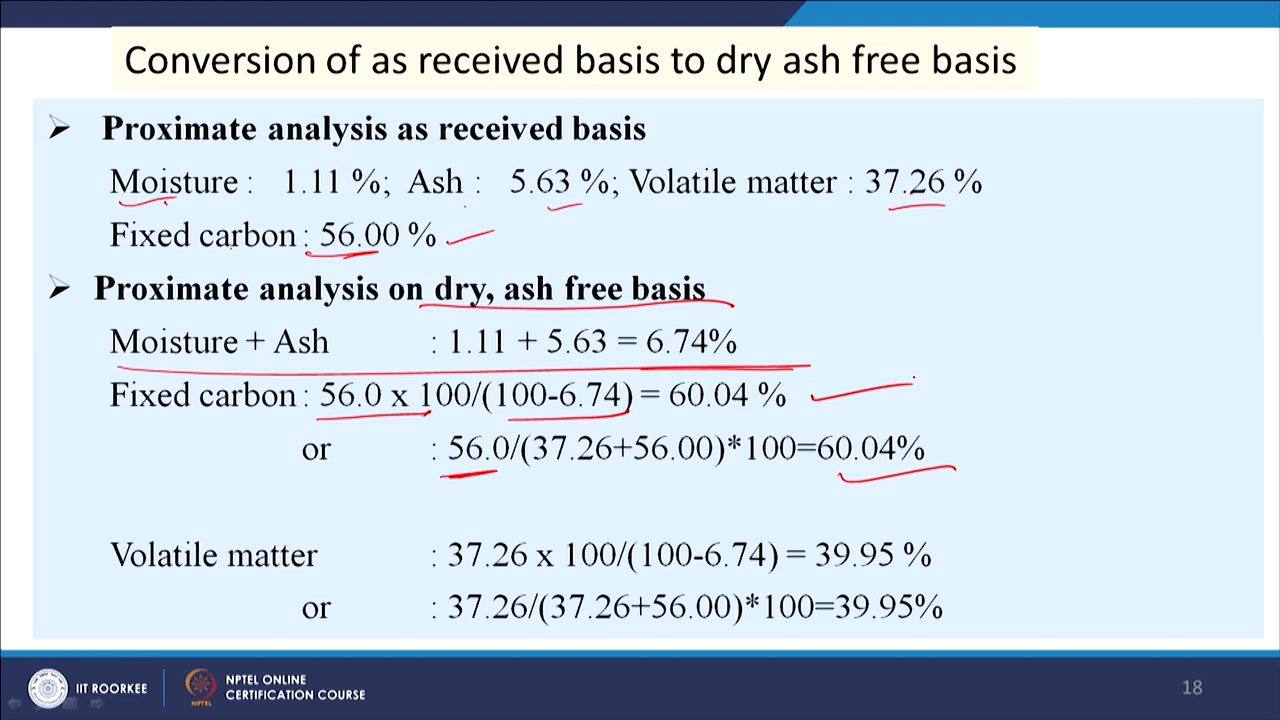 Conversion of as received basis to dry ash free basis
➢ Proximate analysis as received basis
Moisture : 1.11 %; Ash : 5.63 %; Volatile matter : 37.26 %
Fixed carbon : 56.00 %
➢ Proximate analysis on dry, ash free basis
Moisture + Ash : 1.11 + 5.63 = 6.74%
Fixed carbon : 56.0 x 100/(100-6.74) = 60.04 %
or : 56.0/(37.26+56.00)*100=60.04%
Volatile matter : 37.26 x 100/(100-6.74) = 39.95 %
or : 37.26/(37.26+56.00)*100=39.95%
IIT ROORKEE
NPTEL
NPTEL ONLINE
CERTIFICATION COURSE
18